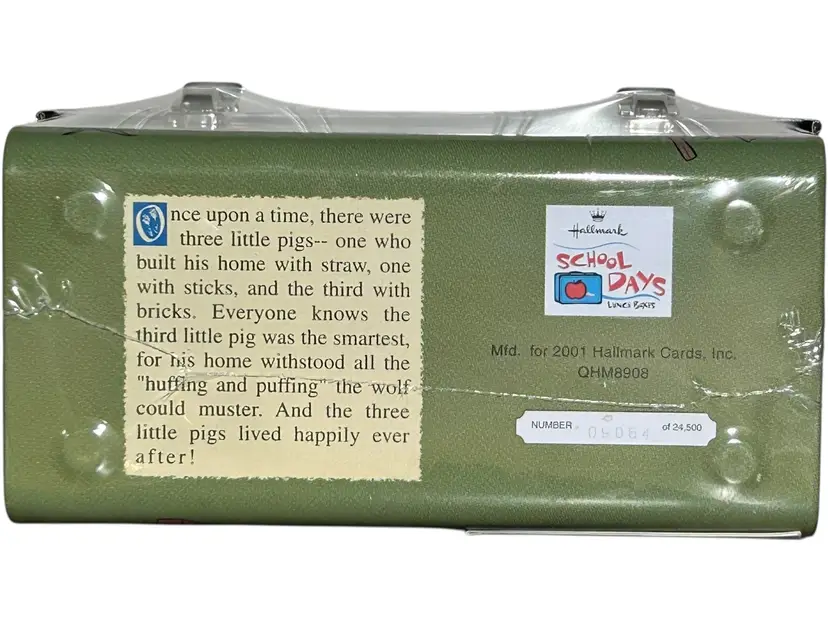 Once upon a time, there were
three little pigs-- one who
built his home with straw, one
with sticks, and the third with
bricks. Everyone knows the
third little pig was the smartest,
for his home withstood all the
"huffing and puffing" the wolf
could muster. And the three
little pigs lived happily ever
after!
Hallmark
SCHOOL
DAYS
LUNCH BOXES
Mfd. for 2001 Hallmark Cards, Inc.
QHM8908
NUMBER of 24,500